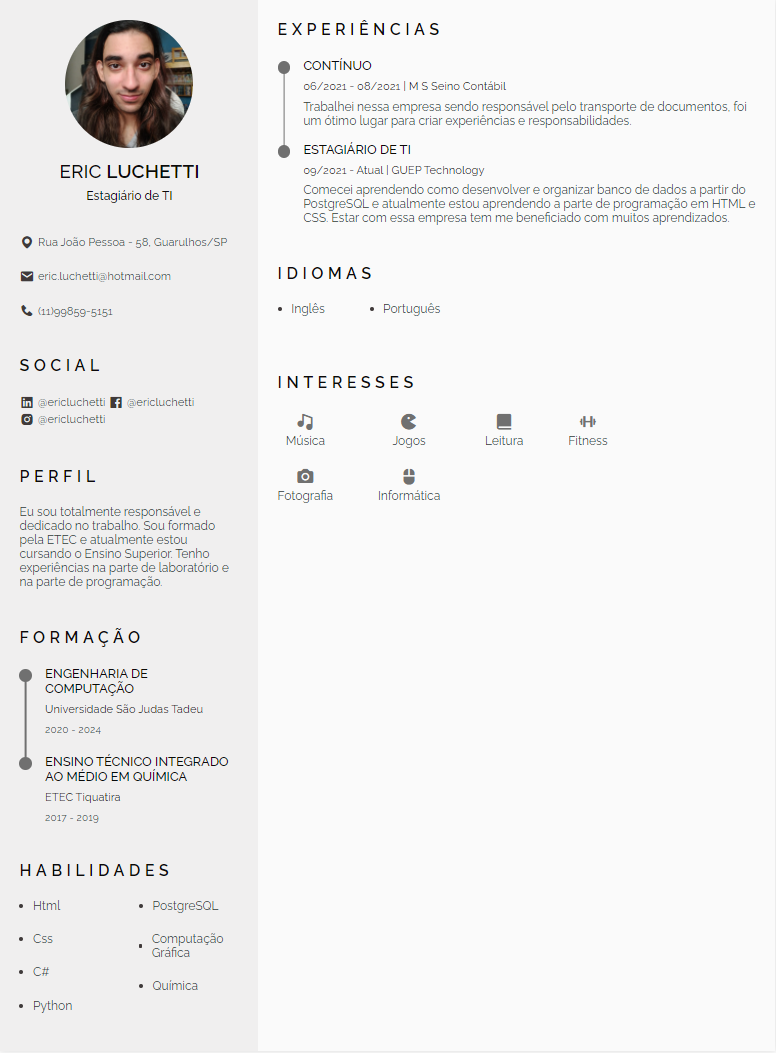 ERIC LUCHETTI
Estagiário de TI
Rua João Pessoa - 58, Guarulhos/SP
eric.luchetti@hotmail.com
(11)99859-5151
SOCIAL
@ericluchetti @ericluchetti
@ericluchetti
PERFIL
Eu sou totalmente responsável e
dedicado no trabalho. Sou formado
pela ETEC e atualmente estou
cursando o Ensino Superior. Tenho
experiências na parte de laboratório e
na parte de programação.
FORMAÇÃO
ENGENHARIA DE
COMPUTAÇÃO
Universidade São Judas Tadeu
2020 - 2024
ENSINO TÉCNICO INTEGRADO
AO MÉDIO EM QUÍMICA
ETEC Tiquatira
2017 - 2019
HABILIDADES
Html
Css
C#
Python
PostgreSQL
Computação
Gráfica
Química
EXPERIÊNCIAS
CONTÍNUO
06/2021 - 08/2021 | M S Seino Contábil
Trabalhei nessa empresa sendo responsável pelo transporte de documentos, foi
um ótimo lugar para criar experiências e responsabilidades.
ESTAGIÁRIO DE TI
09/2021 - Atual | GUEP Technology
Comecei aprendendo como desenvolver e organizar banco de dados a partir do
PostgreSQL e atualmente estou aprendendo a parte de programação em HTML e
CSS. Estar com essa empresa tem me beneficiado com muitos aprendizados.
IDIOMAS
Inglês Português
INTERESSES
Música Jogos Leitura Fitness
Fotografia Informática